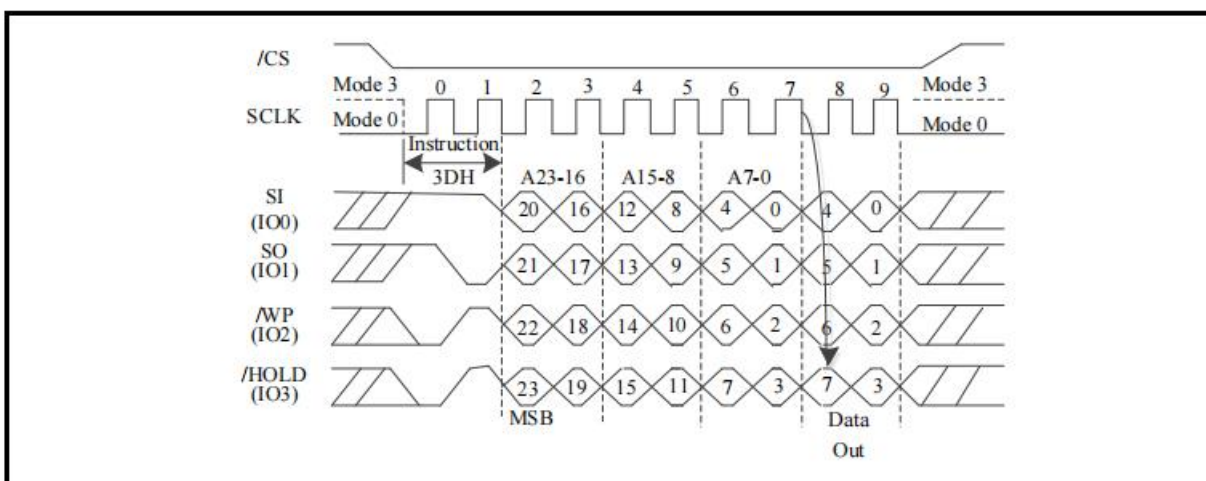 /CS
Mode 3 0 1 2 3 4 5 6 7 8 9 Mode 3
SCLK
Mode 0 Mode 0
Instruction
3DH A23-16 A15-8 A7-0
SI
(IO0) 20 16 12 8 4 0 4 0
SO
(IO1) 21 17 13 9 5 1 5 1
/WP
(IO2) 22 18 14 10 6 2 6 2
/HOLD
(IO3) 23 19 15 11 7 3 7 3
MSB Data
Out